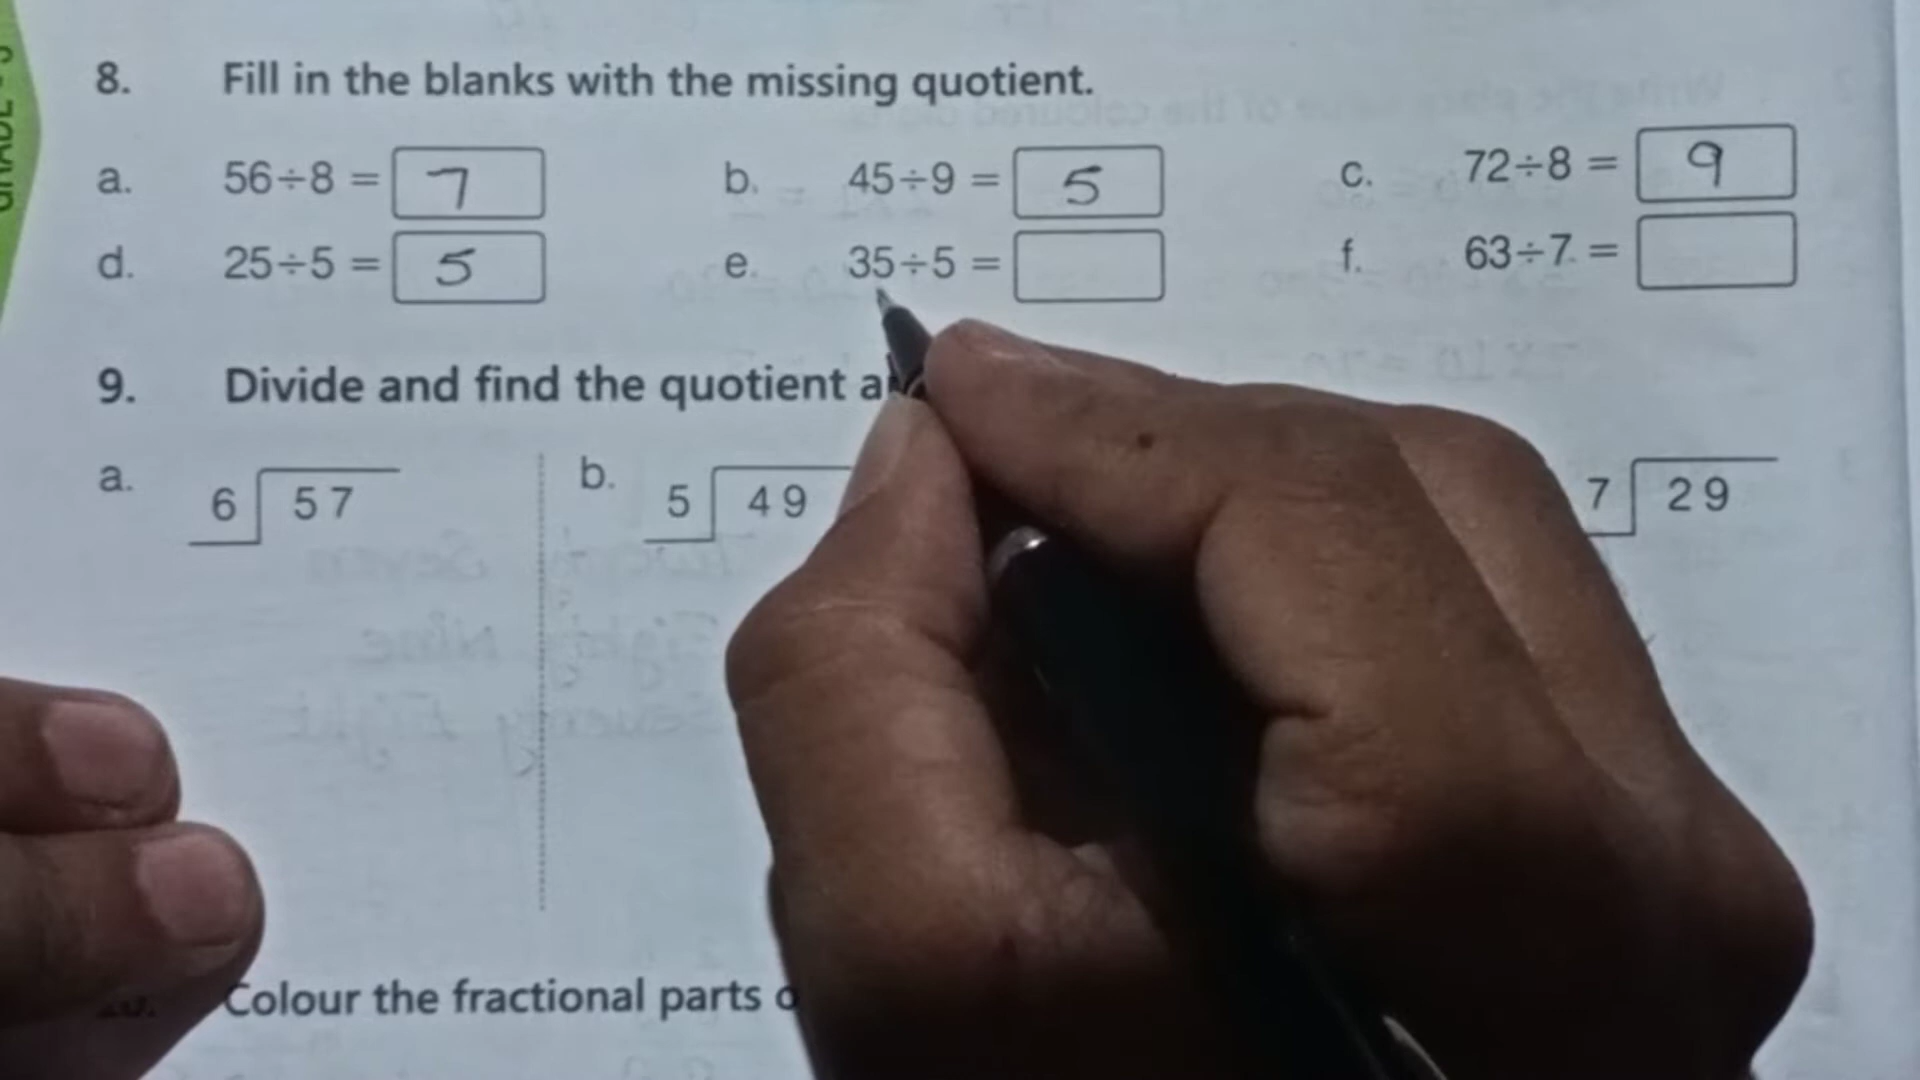 8. Fill in the blanks with the missing quotient.
a. 56÷8 = 7 b. 45÷9 = 5 c. 72÷8 = 9
d. 25÷5 = 5 e. 35÷5 = f. 63÷7 =
9. Divide and find the quotient
a. 6 57 b. 5 49 7 29
Colour the fractional parts